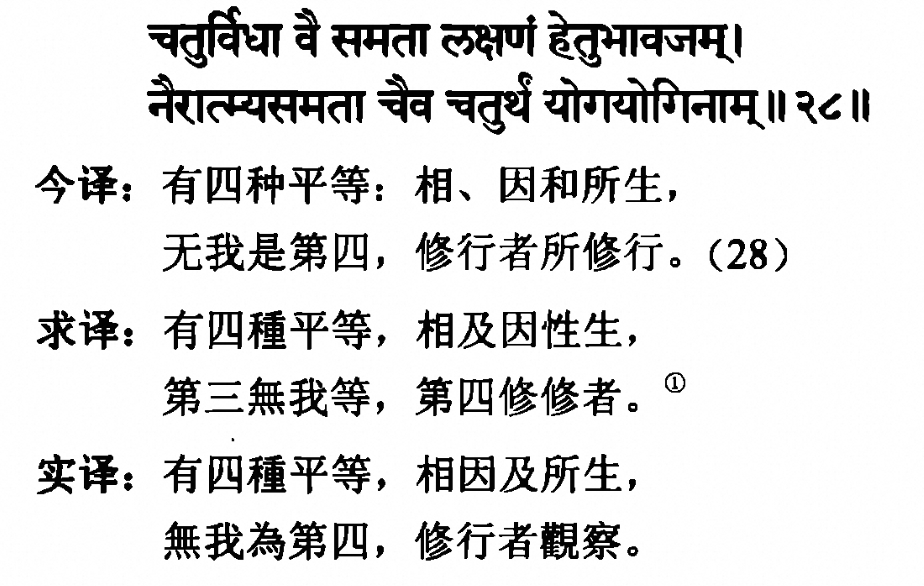 चतुर्विधा वै समता लक्षणं हेतुभावजम्।
नैरात्म्यसमता चैव चतुर्थं योगयोगिनाम्॥२८॥
今译：有四种平等：相、因和所生，
无我是第四，修行者所修行。（28）
求译：有四種平等，相及因性生，
第三無我等，第四修修者。①
实译：有四種平等，相因及所生，
無我為第四，修行者觀察。